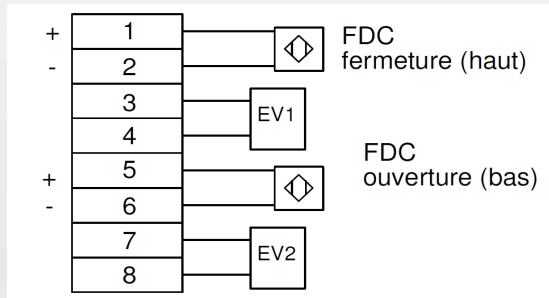 + 1 FDC
- 2 fermeture (haut)
3 EV1
4
FDC
+ 5 ouverture (bas)
- 6
7 EV2
8